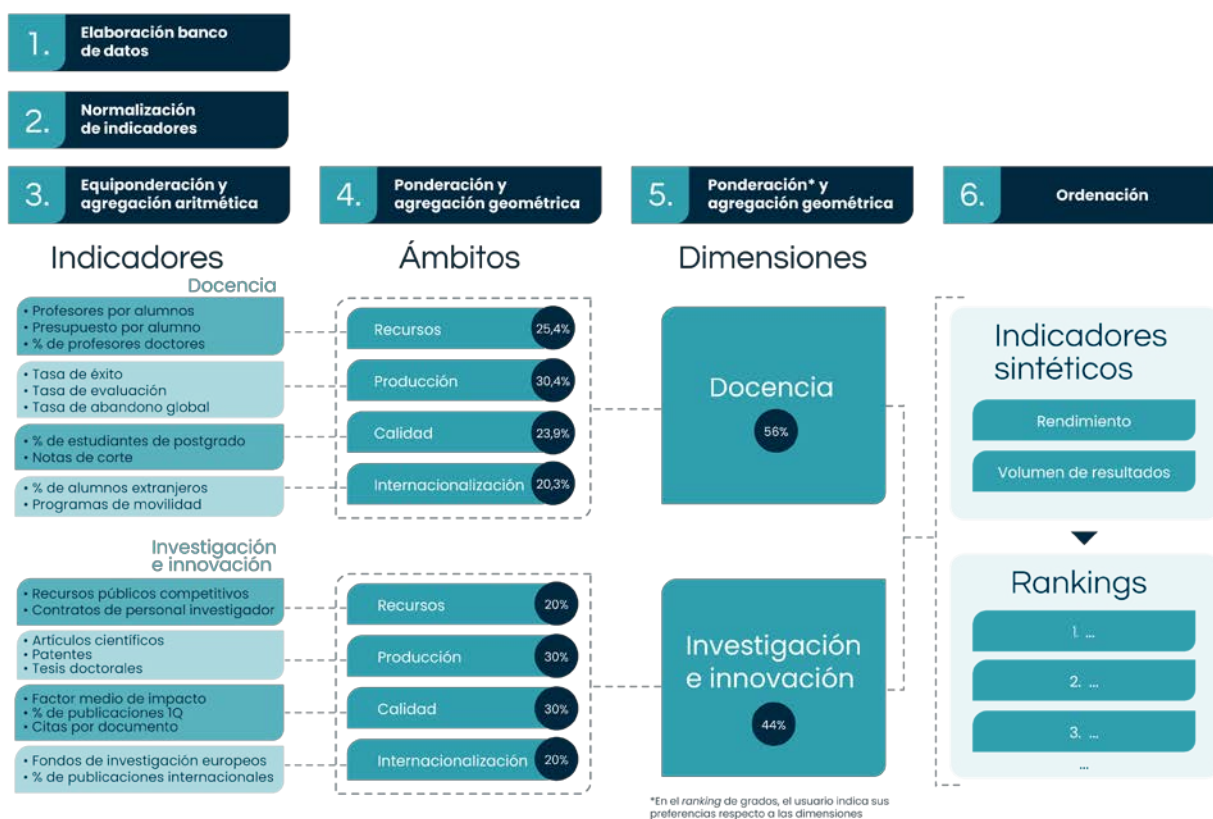 1.
Elaboración banco
de datos
2.
Normalización
de indicadores
3.
Equiponderación y
agregación aritmética
4.
Ponderación y
agregación geométrica
5.
Ponderación* y
agregación geométrica
6.
Ordenación
Indicadores
Docencia
• Profesores por alumnos
• Presupuesto por alumno
• % de profesores doctores
• Tasa de éxito
• Tasa de evaluación
• Tasa de abandono global
• % de estudiantes de postgrado
• Notas de corte
• % de alumnos extranjeros
• Programas de movilidad
Investigación
e innovación
• Recursos públicos competitivos
• Contratos de personal investigador
• Artículos científicos
• Patentes
• Tesis doctorales
• Factor medio de impacto
• % de publicaciones 1Q
• Citas por documento
• Fondos de investigación europeos
• % de publicaciones internacionales
Ámbitos
Recursos 25,4%
Producción 30,4%
Calidad 23,9%
Internacionalización 20,3%
Recursos 20%
Producción 30%
Calidad 30%
Internacionalización 20%
Dimensiones
Docencia
56%
Investigación
e innovación
44%
*En el ranking de grados, el usuario indica sus
preferencias respecto a las dimensiones
Indicadores
sintéticos
Rendimiento
Volumen de resultados
Rankings
1. ...
2. ...
3. ...
...